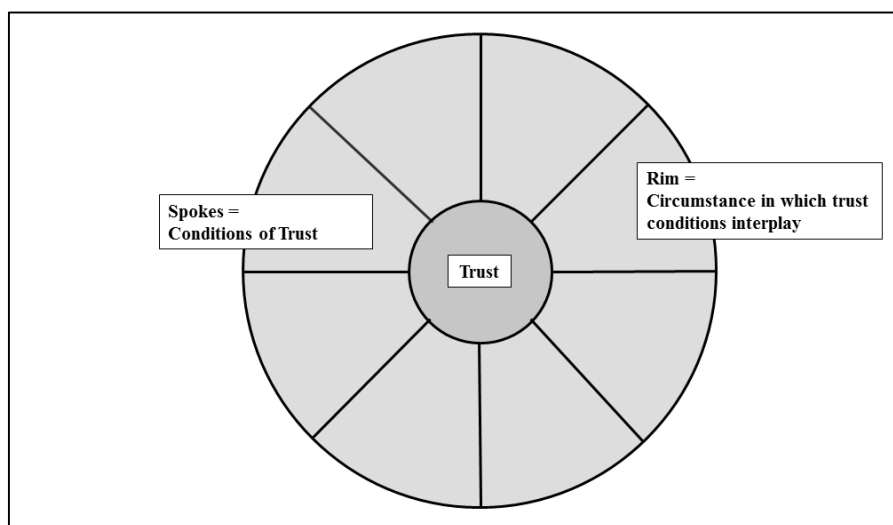 Spokes =
Conditions of Trust
Rim =
Circumstance in which trust
conditions interplay
Trust